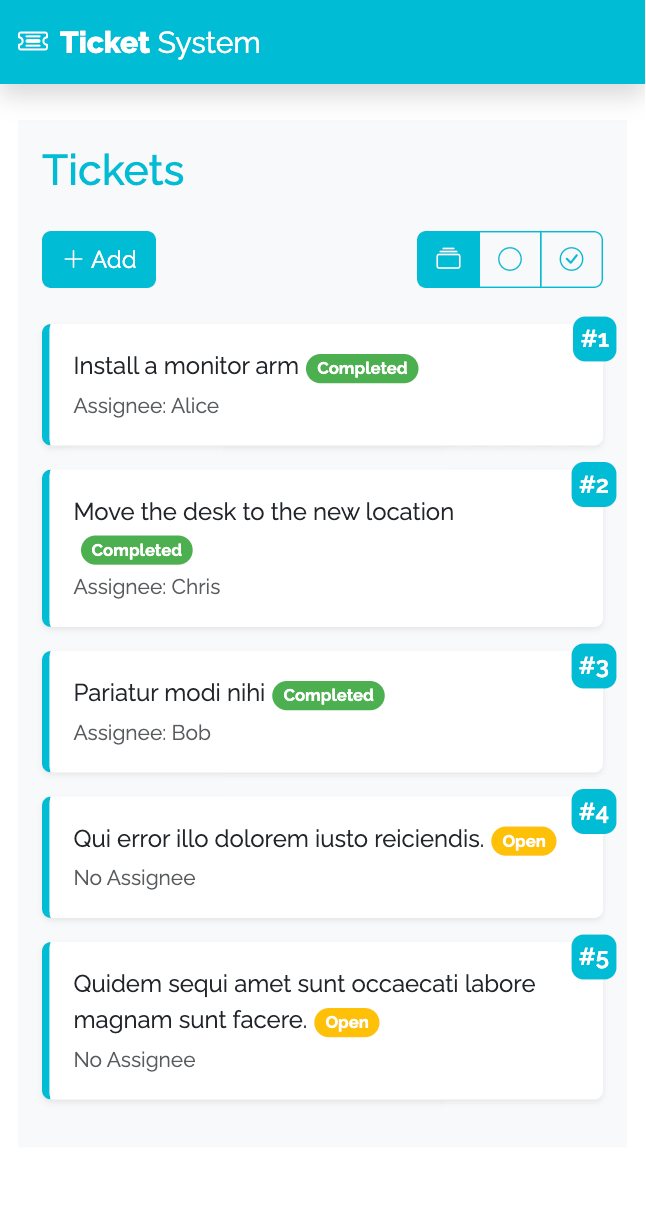 Ticket System
Tickets
+ Add
#1
Install a monitor arm Completed
Assignee: Alice
#2
Move the desk to the new location
Completed
Assignee: Chris
#3
Pariatur modi nihi Completed
Assignee: Bob
#4
Qui error illo dolorem iusto reiciendis. Open
No Assignee
#5
Quidem sequi amet sunt occaecati labore
magnam sunt facere. Open
No Assignee